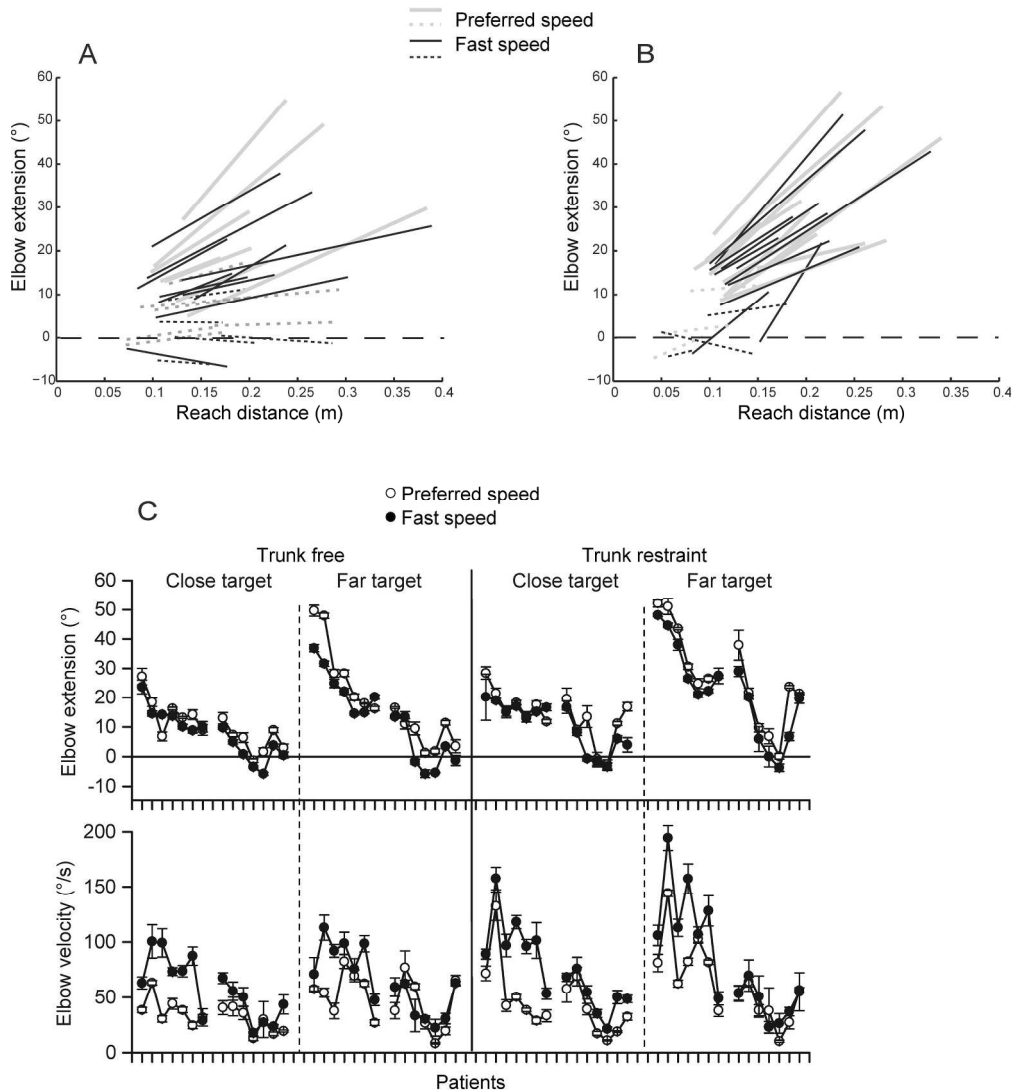 Preferred speed
Fast speed
A
B
60
50
40
30
20
10
0
−10
Elbow extension (°)
0 0.05 0.1 0.15 0.2 0.25 0.3 0.35 0.4
Reach distance (m)
60
50
40
30
20
10
0
−10
Elbow extension (°)
0 0.05 0.1 0.15 0.2 0.25 0.3 0.35 0.4
Reach distance (m)
C
Preferred speed
Fast speed
Trunk free Trunk restraint
Close target Far target Close target Far target
60
50
40
30
20
10
0
-10
Elbow extension (°)
200
150
100
50
0
Elbow velocity (°/s)
Patients